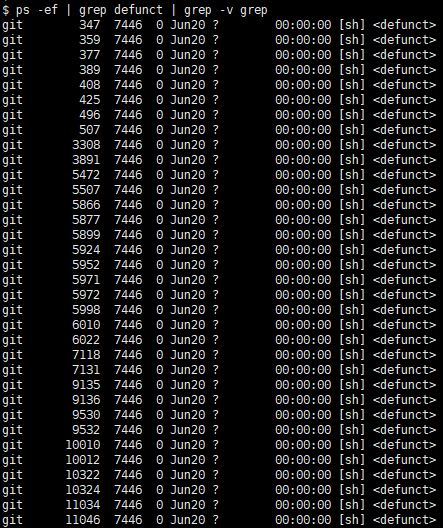 $ ps -ef | grep defunct | grep -v grep
git        347  7446  0 Jun20 ?        00:00:00 [sh] <defunct>
git        359  7446  0 Jun20 ?        00:00:00 [sh] <defunct>
git        377  7446  0 Jun20 ?        00:00:00 [sh] <defunct>
git        389  7446  0 Jun20 ?        00:00:00 [sh] <defunct>
git        408  7446  0 Jun20 ?        00:00:00 [sh] <defunct>
git        425  7446  0 Jun20 ?        00:00:00 [sh] <defunct>
git        496  7446  0 Jun20 ?        00:00:00 [sh] <defunct>
git        507  7446  0 Jun20 ?        00:00:00 [sh] <defunct>
git       3308  7446  0 Jun20 ?        00:00:00 [sh] <defunct>
git       3891  7446  0 Jun20 ?        00:00:00 [sh] <defunct>
git       5472  7446  0 Jun20 ?        00:00:00 [sh] <defunct>
git       5507  7446  0 Jun20 ?        00:00:00 [sh] <defunct>
git       5866  7446  0 Jun20 ?        00:00:00 [sh] <defunct>
git       5877  7446  0 Jun20 ?        00:00:00 [sh] <defunct>
git       5899  7446  0 Jun20 ?        00:00:00 [sh] <defunct>
git       5924  7446  0 Jun20 ?        00:00:00 [sh] <defunct>
git       5952  7446  0 Jun20 ?        00:00:00 [sh] <defunct>
git       5971  7446  0 Jun20 ?        00:00:00 [sh] <defunct>
git       5972  7446  0 Jun20 ?        00:00:00 [sh] <defunct>
git       5998  7446  0 Jun20 ?        00:00:00 [sh] <defunct>
git       6010  7446  0 Jun20 ?        00:00:00 [sh] <defunct>
git       6022  7446  0 Jun20 ?        00:00:00 [sh] <defunct>
git       7118  7446  0 Jun20 ?        00:00:00 [sh] <defunct>
git       7131  7446  0 Jun20 ?        00:00:00 [sh] <defunct>
git       9135  7446  0 Jun20 ?        00:00:00 [sh] <defunct>
git       9136  7446  0 Jun20 ?        00:00:00 [sh] <defunct>
git       9530  7446  0 Jun20 ?        00:00:00 [sh] <defunct>
git       9532  7446  0 Jun20 ?        00:00:00 [sh] <defunct>
git      10010  7446  0 Jun20 ?        00:00:00 [sh] <defunct>
git      10012  7446  0 Jun20 ?        00:00:00 [sh] <defunct>
git      10322  7446  0 Jun20 ?        00:00:00 [sh] <defunct>
git      10324  7446  0 Jun20 ?        00:00:00 [sh] <defunct>
git      11034  7446  0 Jun20 ?        00:00:00 [sh] <defunct>
git      11046  7446  0 Jun20 ?        00:00:00 [sh] <defunct>